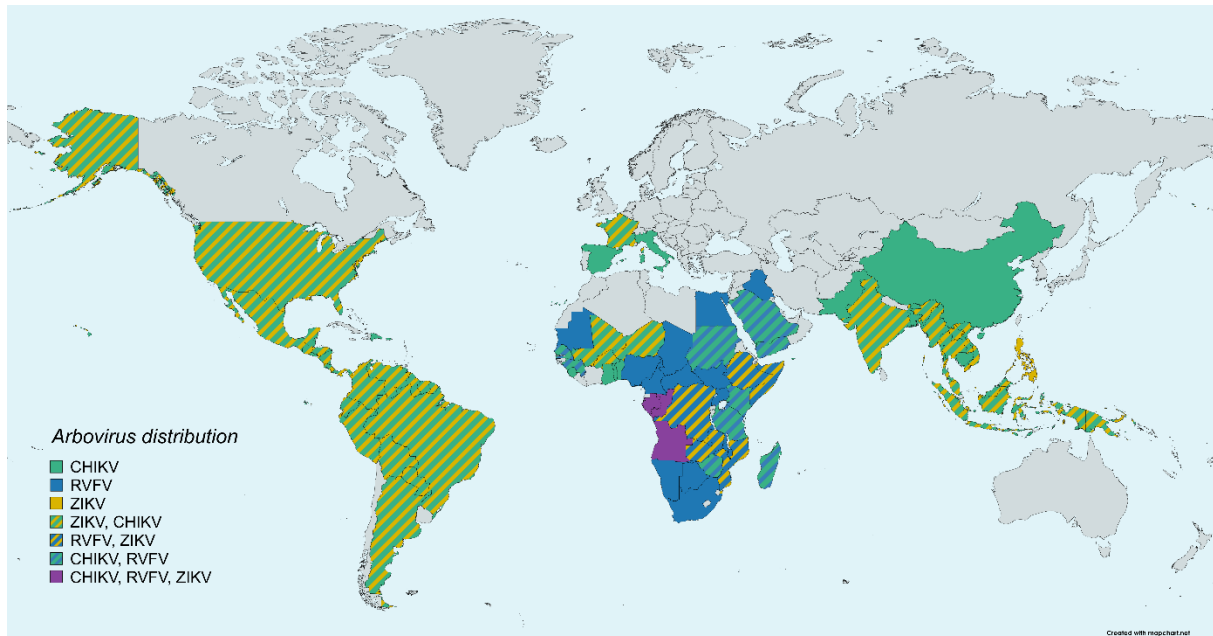 Arbovirus distribution
CHIKV
RVFV
ZIKV
ZIKV, CHIKV
RVFV, ZIKV
CHIKV, RVFV
CHIKV, RVFV, ZIKV
Created with mapchart.net